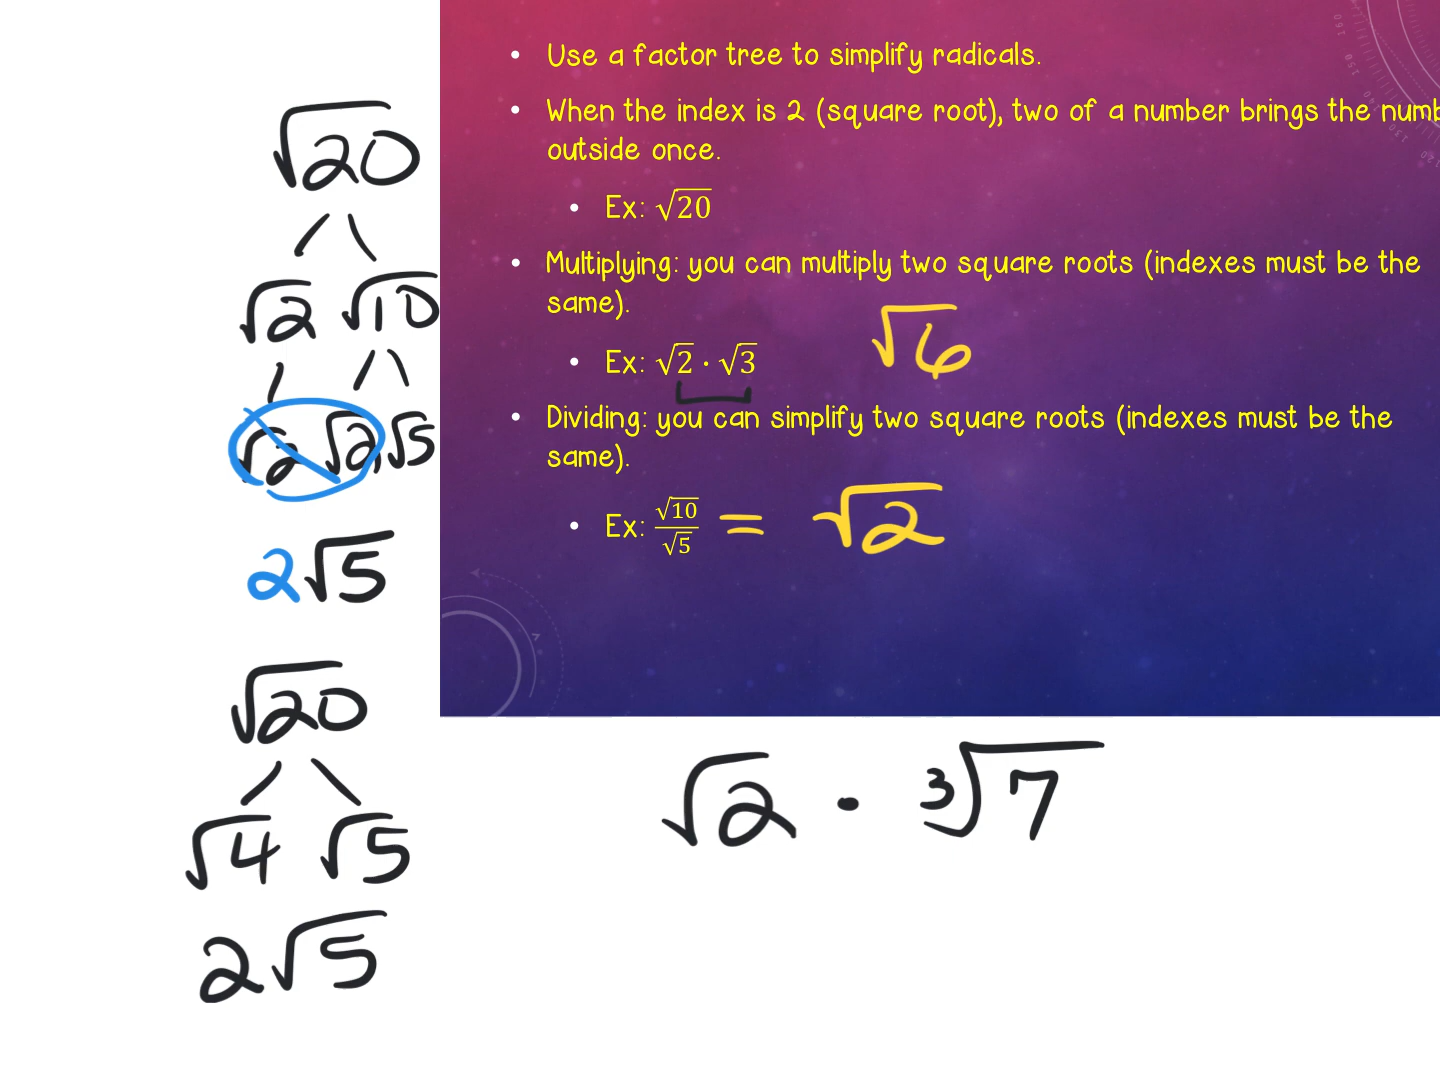 √20
√2 √10
√2 √2 √5
2√5
√20
√4 √5
2√5
• Use a factor tree to simplify radicals.
• When the index is 2 (square root), two of a number brings the numb
outside once.
• Ex: √20
• Multiplying: you can multiply two square roots (indexes must be the
same).
• Ex: √2 · √3 √6
• Dividing: you can simplify two square roots (indexes must be the
same).
• Ex: √10/√5 = √2
√2 · ³√7